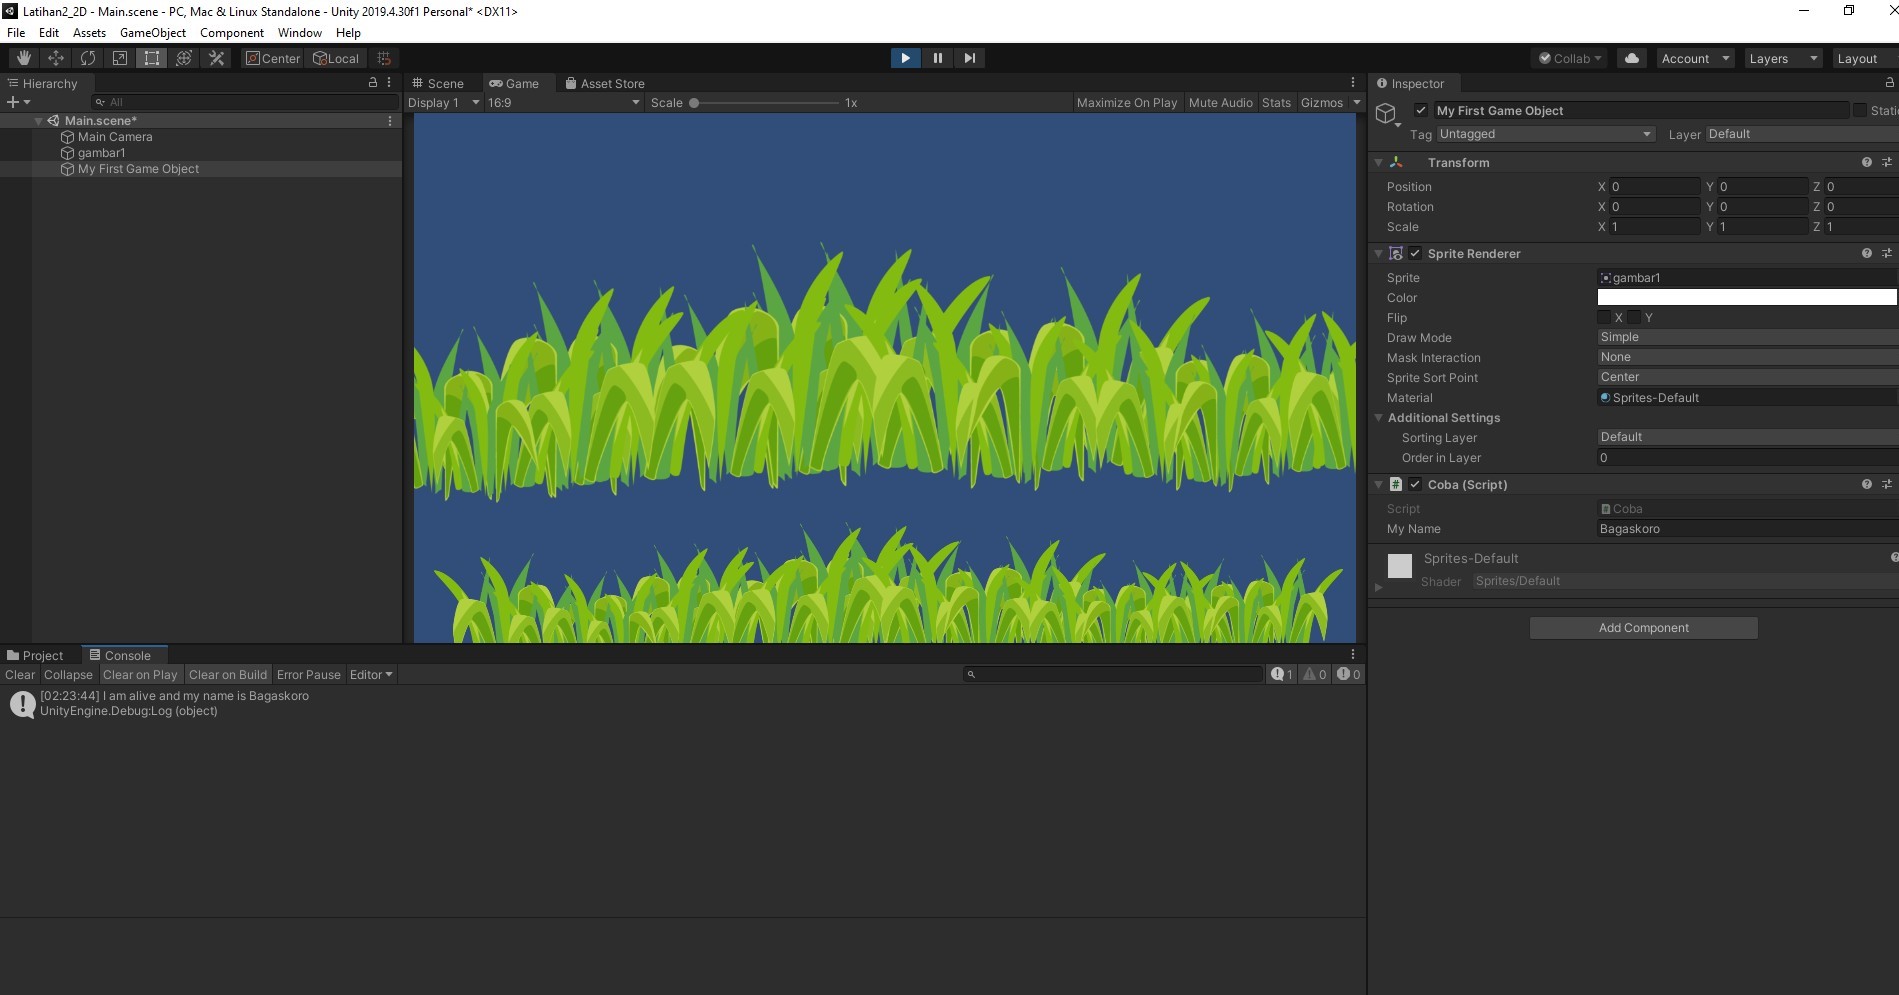 Latihan2_2D - Main.scene - PC, Mac & Linux Standalone - Unity 2019.4.30f1 Personal* <DX11>
File Edit Assets GameObject Component Window Help
Center Local Collab Account Layers Layout
Hierarchy
All
Main.scene*
Main Camera
gambar1
My First Game Object
Scene Game Asset Store
Display 1 16:9 Scale 1x Maximize On Play Mute Audio Stats Gizmos
Inspector
My First Game Object Stati
Tag Untagged Layer Default
Transform
Position X 0 Y 0 Z 0
Rotation X 0 Y 0 Z 0
Scale X 1 Y 1 Z 1
Sprite Renderer
Sprite gambar1
Color
Flip X Y
Draw Mode Simple
Mask Interaction None
Sprite Sort Point Center
Material Sprites-Default
Additional Settings
Sorting Layer Default
Order in Layer 0
# Coba (Script)
Script Coba
My Name Bagaskoro
Sprites-Default
Shader Sprites/Default
Add Component
Project Console
Clear Collapse Clear on Play Clear on Build Error Pause Editor 1 0 0
[02:23:44] I am alive and my name is Bagaskoro
UnityEngine.Debug:Log (object)